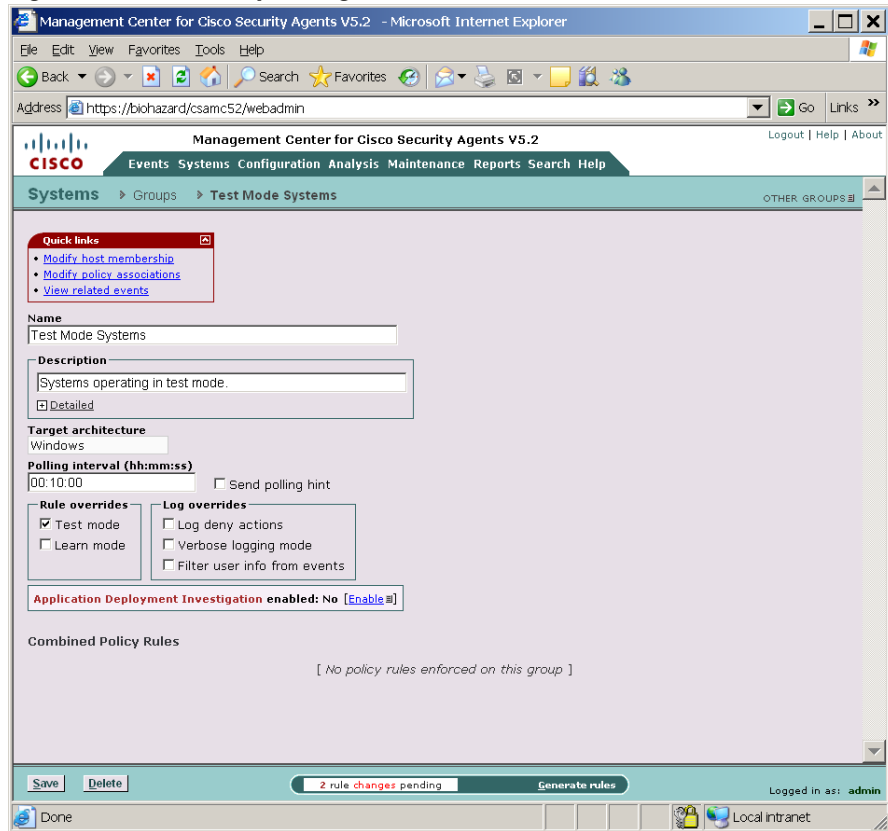 Management Center for Cisco Security Agents V5.2 - Microsoft Internet Explorer
File Edit View Favorites Tools Help
Back Search Favorites
Address https://biohazard/csamc52/webadmin Go Links »
CISCO
Management Center for Cisco Security Agents V5.2
Logout | Help | About
Events Systems Configuration Analysis Maintenance Reports Search Help
Systems Groups Test Mode Systems
OTHER GROUPS
Quick links
Modify host membership
Modify policy associations
View related events
Name
Test Mode Systems
Description
Systems operating in test mode.
+ Detailed
Target architecture
Windows
Polling interval (hh:mm:ss)
00:10:00 Send polling hint
Rule overrides
Test mode
Learn mode
Log overrides
Log deny actions
Verbose logging mode
Filter user info from events
Application Deployment Investigation enabled: No [Enable]
Combined Policy Rules
[ No policy rules enforced on this group ]
Save Delete 2 rule changes pending Generate rules
Logged in as: admin
Done Local intranet